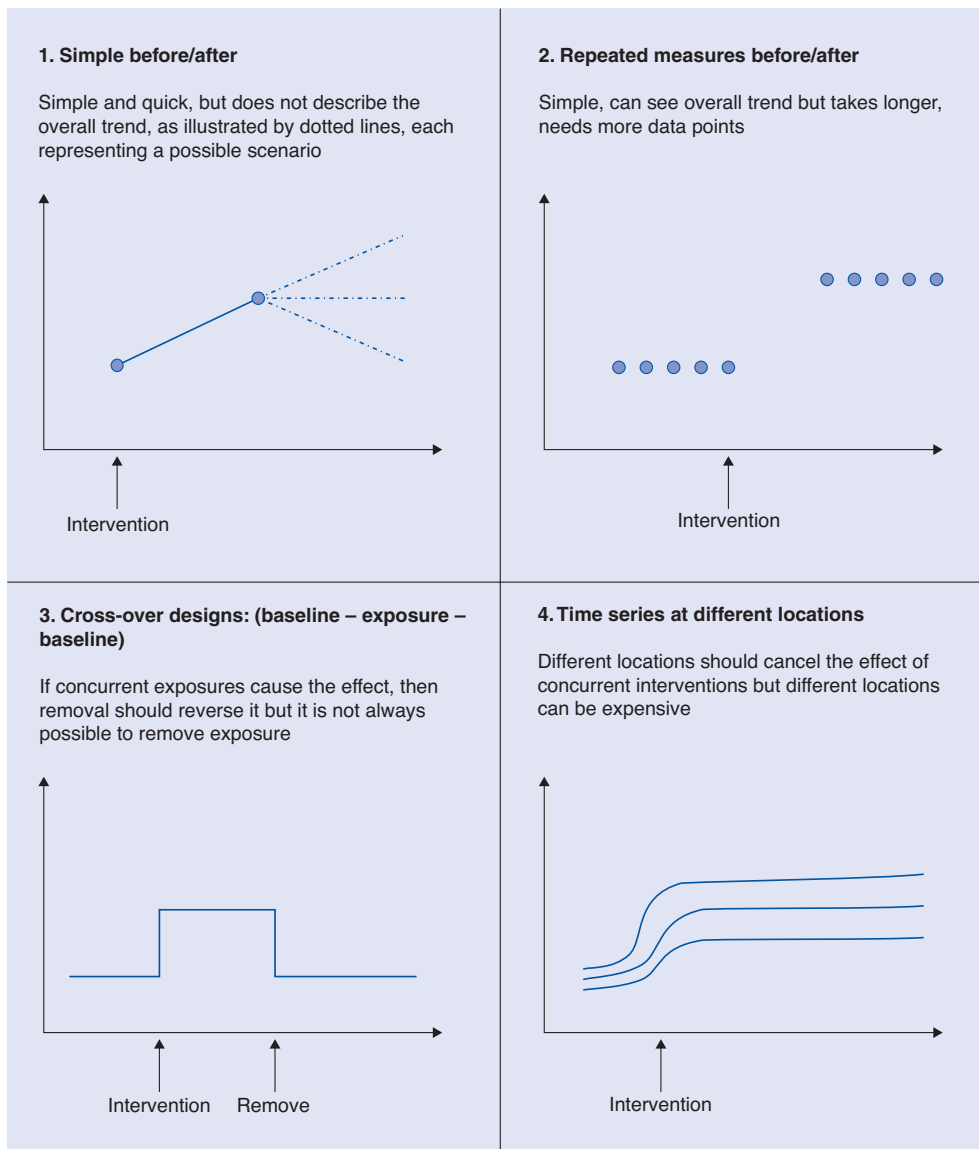 1. Simple before/after
Simple and quick, but does not describe the
overall trend, as illustrated by dotted lines, each
representing a possible scenario
Intervention
2. Repeated measures before/after
Simple, can see overall trend but takes longer,
needs more data points
Intervention
3. Cross-over designs: (baseline – exposure –
baseline)
If concurrent exposures cause the effect, then
removal should reverse it but it is not always
possible to remove exposure
Intervention
Remove
4. Time series at different locations
Different locations should cancel the effect of
concurrent interventions but different locations
can be expensive
Intervention